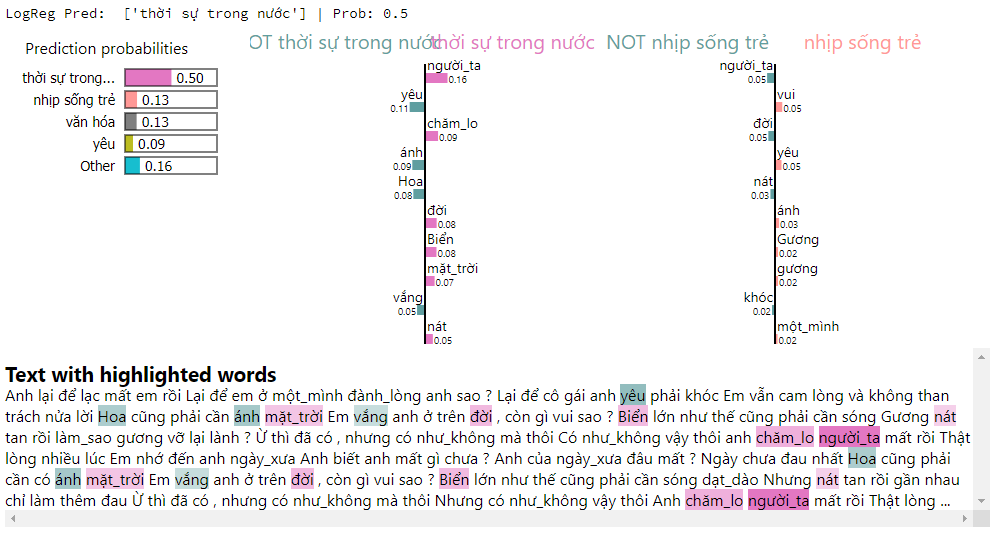 LogReg Pred:  ['thời sự trong nước'] | Prob: 0.5
Prediction probabilities
thời sự trong... 0.50
nhịp sống trẻ 0.13
văn hóa 0.13
yêu 0.09
Other 0.16
OT thời sự trong nước thời sự trong nước
người_ta
0.16
yêu
0.11
chăm_lo
0.09
ánh
0.09
Hoa
0.08
đời
0.08
Biển
0.08
mặt_trời
0.07
vắng
0.05
nát
0.05
NOT nhịp sống trẻ nhịp sống trẻ
người_ta
0.05
vui
0.05
đời
0.05
yêu
0.05
nát
0.03
ánh
0.03
Gương
0.02
gương
0.02
khóc
0.02
một_mình
0.02
Text with highlighted words
Anh lại để lạc mất em rồi Lại để em ở một_mình đành_lòng anh sao ? Lại để cô gái anh yêu phải khóc Em vẫn cam lòng và không than
trách nửa lời Hoa cũng phải cần ánh mặt_trời Em vắng anh ở trên đời , còn gì vui sao ? Biển lớn như thế cũng phải cần sóng Gương nát
tan rồi làm_sao gương vỡ lại lành ? Ừ thì đã có , nhưng có như_không mà thôi Có như_không vậy thôi anh chăm_lo người_ta mất rồi Thật
lòng nhiều lúc Em nhớ đến anh ngày_xưa Anh biết anh mất gì chưa ? Anh của ngày_xưa đâu mất ? Ngày chưa đau nhất Hoa cũng phải
cần có ánh mặt_trời Em vắng anh ở trên đời , còn gì vui sao ? Biển lớn như thế cũng phải cần sóng dạt_dào Nhưng nát tan rồi gần nhau
chỉ làm thêm đau Ừ thì đã có , nhưng có như_không mà thôi Nhưng có như_không vậy thôi Anh chăm_lo người_ta mất rồi Thật lòng ...